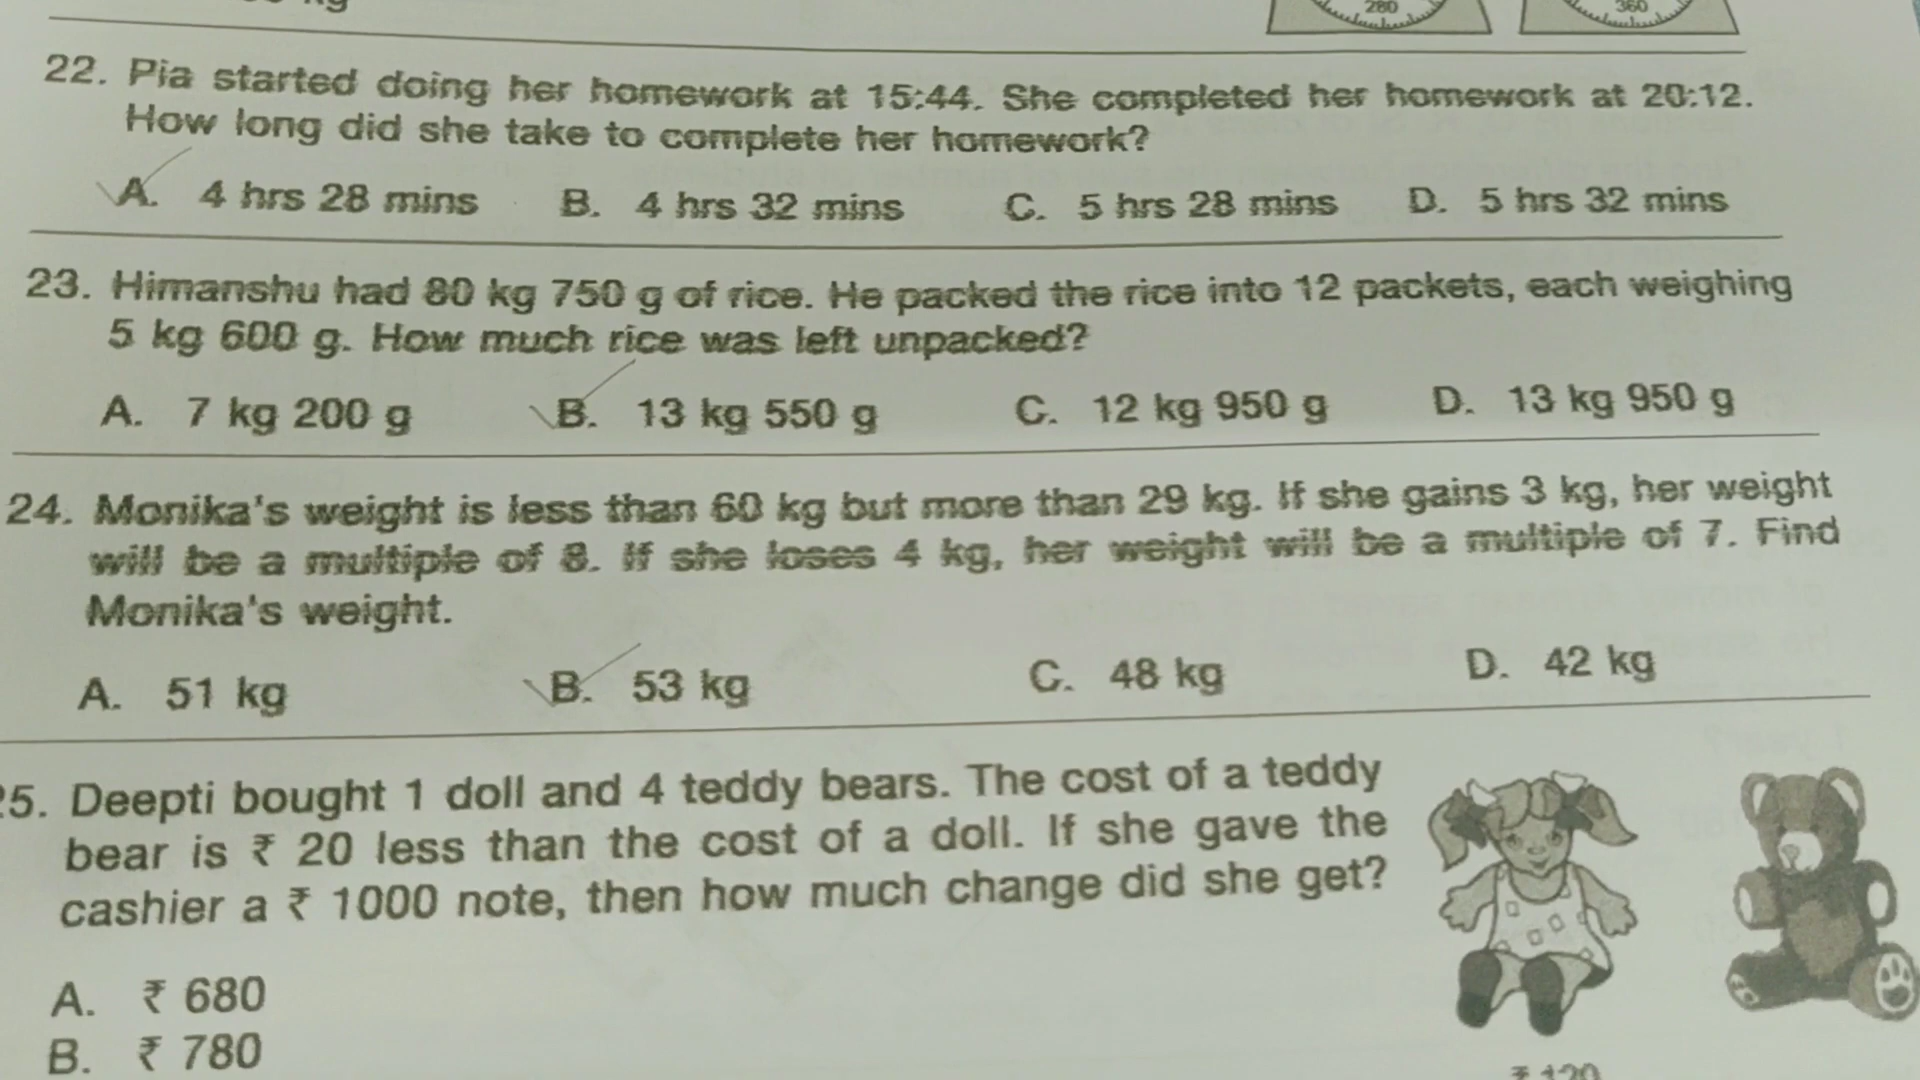 kg
280
360
22. Pia started doing her homework at 15:44. She completed her homework at 20:12.
How long did she take to complete her homework?
A. 4 hrs 28 mins B. 4 hrs 32 mins C. 5 hrs 28 mins D. 5 hrs 32 mins
23. Himanshu had 80 kg 750 g of rice. He packed the rice into 12 packets, each weighing
5 kg 600 g. How much rice was left unpacked?
A. 7 kg 200 g B. 13 kg 550 g C. 12 kg 950 g D. 13 kg 950 g
24. Monika's weight is less than 60 kg but more than 29 kg. If she gains 3 kg, her weight
will be a multiple of 8. If she loses 4 kg, her weight will be a multiple of 7. Find
Monika's weight.
A. 51 kg B. 53 kg C. 48 kg D. 42 kg
25. Deepti bought 1 doll and 4 teddy bears. The cost of a teddy
bear is ₹ 20 less than the cost of a doll. If she gave the
cashier a ₹ 1000 note, then how much change did she get?
A. ₹ 680
B. ₹ 780